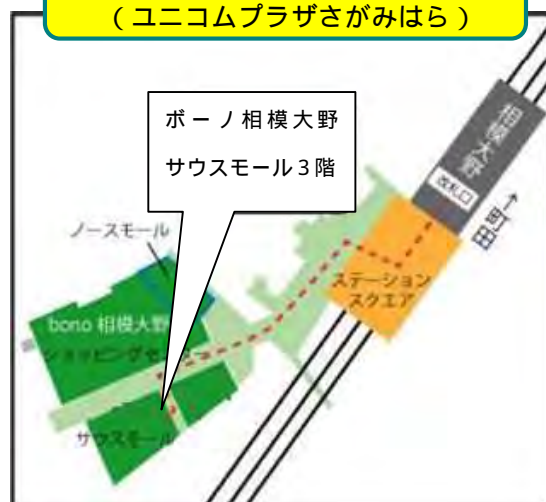 (ユニコムプラザさがみはら)
ボーノ相模大野
サウスモール3階
相模大野
改札口
←町田
ノースモール
ステーション
スクエア
bono 相模大野
ショッピングセンター
サウスモール